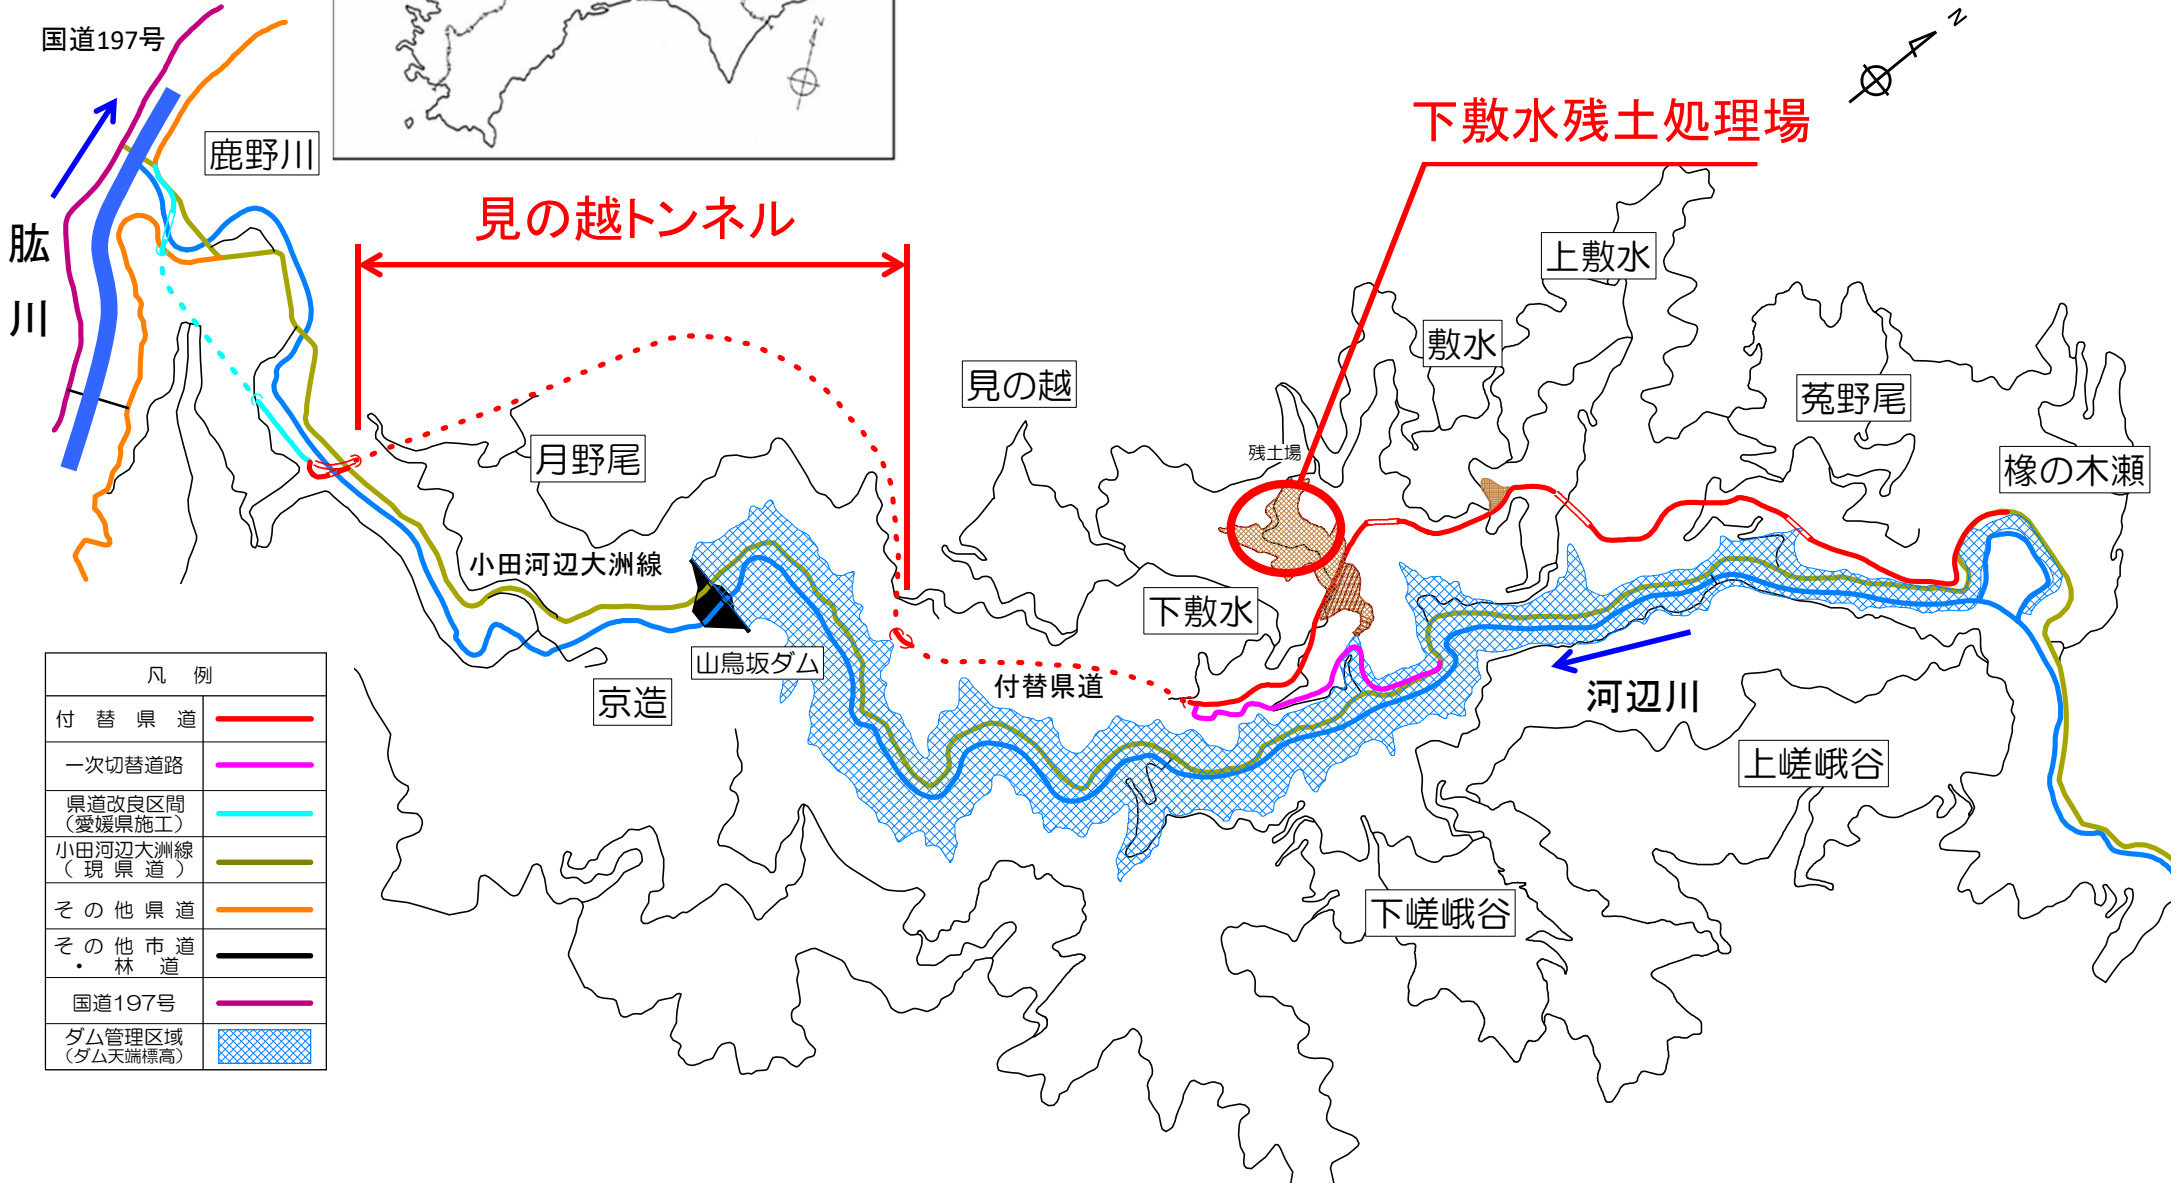 国道197号
N
N
下敷水残土処理場
鹿野川
見の越トンネル
肱川
上敷水
敷水
見の越
菟野尾
月野尾
残土場
橡の木瀬
小田河辺大洲線
下敷水
山鳥坂ダム
付替県道
京造
河辺川
上嵯峨谷
下嵯峨谷
凡 例
付 替 県 道
一次切替道路
県道改良区間
（愛媛県施工）
小田河辺大洲線
（ 現 県 道 ）
そ の 他 県 道
そ の 他 市 道
・ 林 道
国道197号
ダム管理区域
（ダム天端標高）